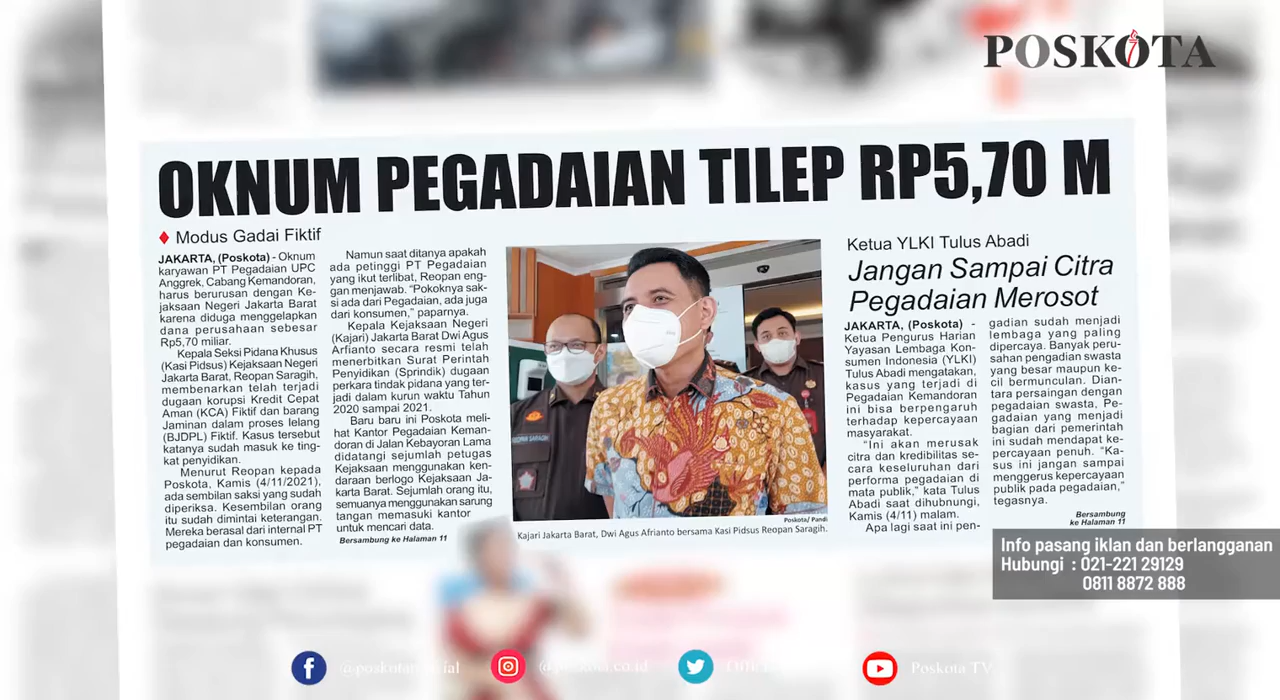 POSKOTA
OKNUM PEGADAIAN TILEP RP5,70 M
Modus Gadai Fiktif
JAKARTA, (Poskota) - Oknum
karyawan PT Pegadaian UPC
Anggrek, Cabang Kemandoran,
harus berurusan dengan Ke-
jaksaan Negeri Jakarta Barat
karena diduga menggelapkan
dana perusahaan sebesar
Rp5,70 miliar.
Kepala Seksi Pidana Khusus
(Kasi Pidsus) Kejaksaan Negeri
Jakarta Barat, Reopan Saragih,
membenarkan telah terjadi
dugaan korupsi Kredit Cepat
Aman (KCA) Fiktif dan barang
Jaminan dalam proses lelang
(BJDPL) Fiktif. Kasus tersebut
katanya sudah masuk ke ting-
kat penyidikan.
Menurut Reopan kepada
Poskota, Kamis (4/11/2021),
ada sembilan saksi yang sudah
diperiksa. Kesembilan orang
itu sudah dimintai keterangan.
Mereka berasal dari internal PT
pegadaian dan konsumen.
Namun saat ditanya apakah
ada petinggi PT Pegadaian
yang ikut terlibat, Reopan eng-
gan menjawab. "Pokoknya sak-
si ada dari Pegadaian, ada juga
dari konsumen," paparnya.
Kepala Kejaksaan Negeri
(Kajari) Jakarta Barat Dwi Agus
Arfianto secara resmi telah
menerbitkan Surat Perintah
Penyidikan (Sprindik) dugaan
perkara tindak pidana yang ter-
jadi dalam kurun waktu Tahun
2020 sampai 2021.
Baru baru ini Poskota meli-
hat Kantor Pegadaian Keman-
doran di Jalan Kebayoran Lama
didatangi sejumlah petugas
Kejaksaan menggunakan ken-
daraan berlogo Kejaksaan Ja-
karta Barat. Sejumlah orang itu,
semuanya menggunakan sarung
tangan memasuki kantor
untuk mencari data.
Bersambung ke Halaman 11
Poskota/ Pandi
Kajari Jakarta Barat, Dwi Agus Afrianto bersama Kasi Pidsus Reopan Saragih.
Ketua YLKI Tulus Abadi
Jangan Sampai Citra
Pegadaian Merosot
JAKARTA, (Poskota) -
Ketua Pengurus Harian
Yayasan Lembaga Kon-
sumen Indonesia (YLKI)
Tulus Abadi mengatakan,
kasus yang terjadi di
Pegadaian Kemandoran
ini bisa berpengaruh
terhadap kepercayaan
masyarakat.
"Ini akan merusak
citra dan kredibilitas se-
cara keseluruhan dari
performa pegadaian di
mata publik," kata Tulus
Abadi saat dihubungi,
Kamis (4/11) malam.
Apa lagi saat ini pen-
gadian sudah menjadi
lembaga yang paling
dipercaya. Banyak peru-
sahan pengadian swasta
yang besar maupun ke-
cil bermunculan. Dian-
tara persaingan dengan
pegadaian swasta, Pe-
gadaian yang menjadi
bagian dari pemerintah
ini sudah mendapat ke-
percayaan penuh. "Ka-
sus ini jangan sampai
menggerus kepercayaan
publik pada pegadaian,"
tegasnya.
Bersambung
ke Halaman 11
Info pasang iklan dan berlangganan
Hubungi : 021-221 29129
0811 8872 888
Poskota TV